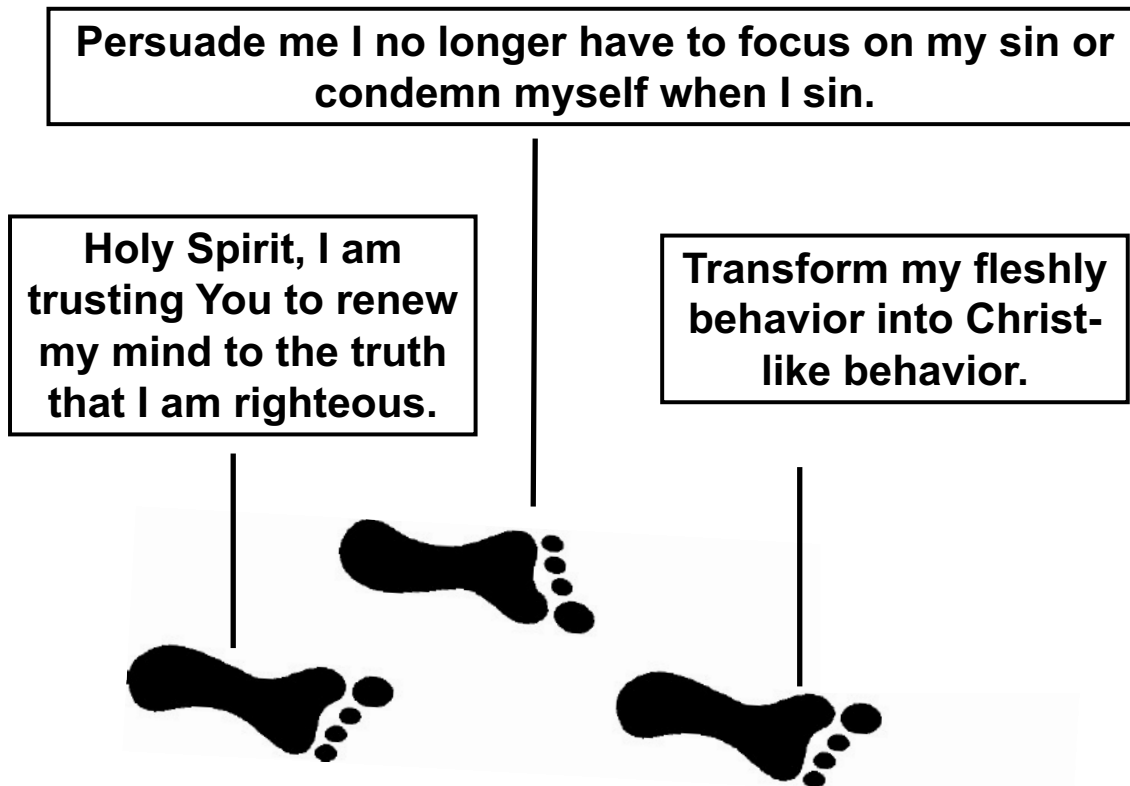 Persuade me I no longer have to focus on my sin or
condemn myself when I sin.
Holy Spirit, I am
trusting You to renew
my mind to the truth
that I am righteous.
Transform my fleshly
behavior into Christ-
like behavior.